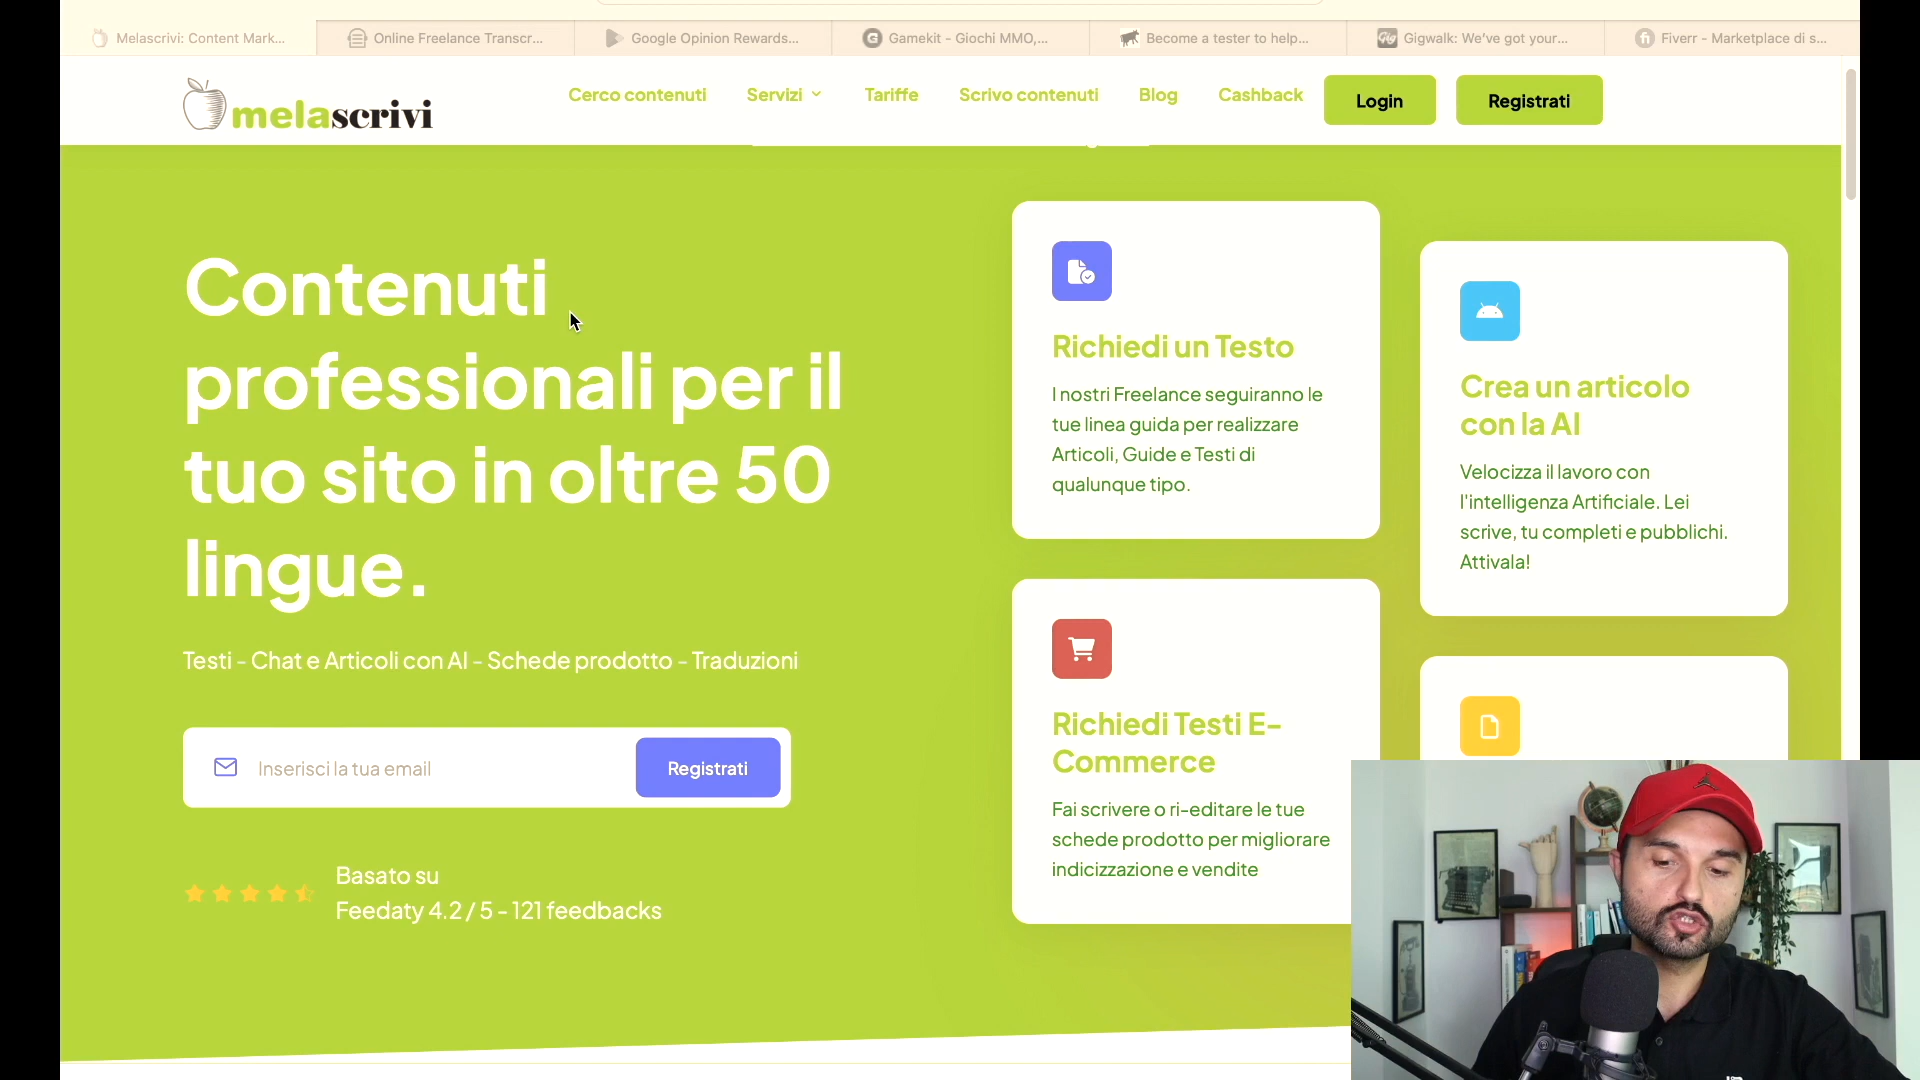 Melascrivi: Content Mark...
Online Freelance Transcr...
Google Opinion Rewards...
Gamekit - Giochi MMO,...
Become a tester to help...
Gigwalk: We've got your...
Fiverr - Marketplace di s...
melascrivi
Cerco contenuti
Servizi
Tariffe
Scrivo contenuti
Blog
Cashback
Login
Registrati
Contenuti
professionali per il
tuo sito in oltre 50
lingue.
Testi - Chat e Articoli con AI - Schede prodotto - Traduzioni
Inserisci la tua email
Registrati
Basato su
Feedaty 4.2 / 5 - 121 feedbacks
Richiedi un Testo
I nostri Freelance seguiranno le
tue linea guida per realizzare
Articoli, Guide e Testi di
qualunque tipo.
Crea un articolo
con la AI
Velocizza il lavoro con
l'intelligenza Artificiale. Lei
scrive, tu completi e pubblichi.
Attivala!
Richiedi Testi E-
Commerce
Fai scrivere o ri-editare le tue
schede prodotto per migliorare
indicizzazione e vendite